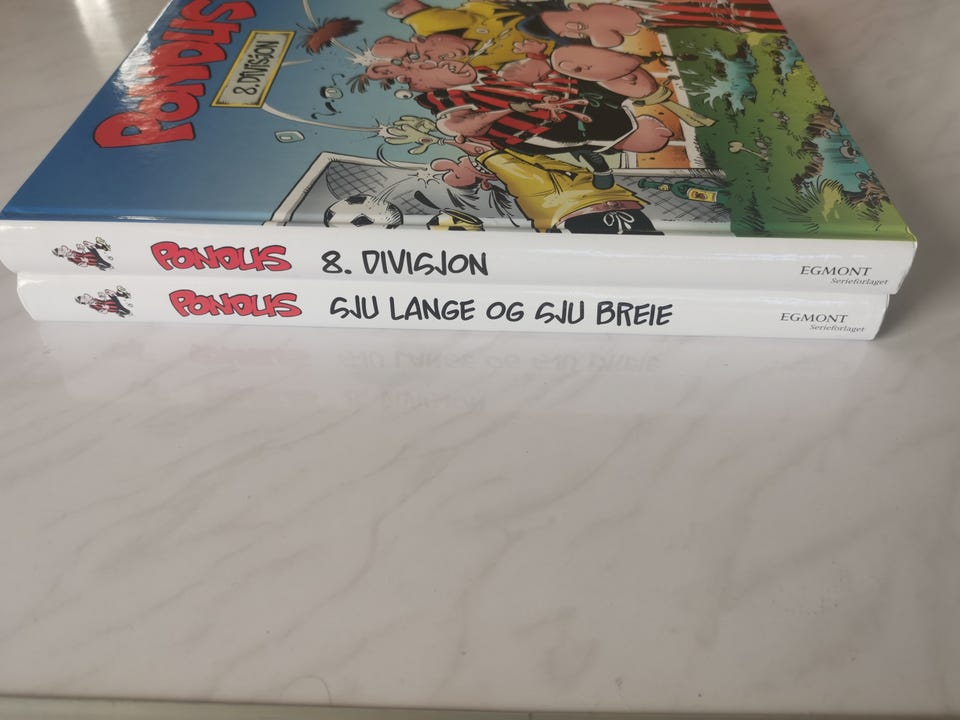 PONDUS
8. DIVISJON
PONDUS 8. DIVISJON EGMONT
Serieforlaget
PONDUS SJU LANGE OG SJU BREIE EGMONT
Serieforlaget